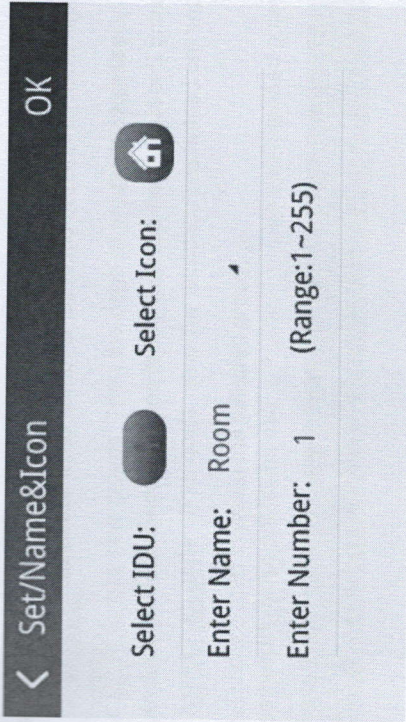 Set/Name&Icon OK
Select IDU: Select Icon:
Enter Name: Room
Enter Number: 1 (Range:1~255)